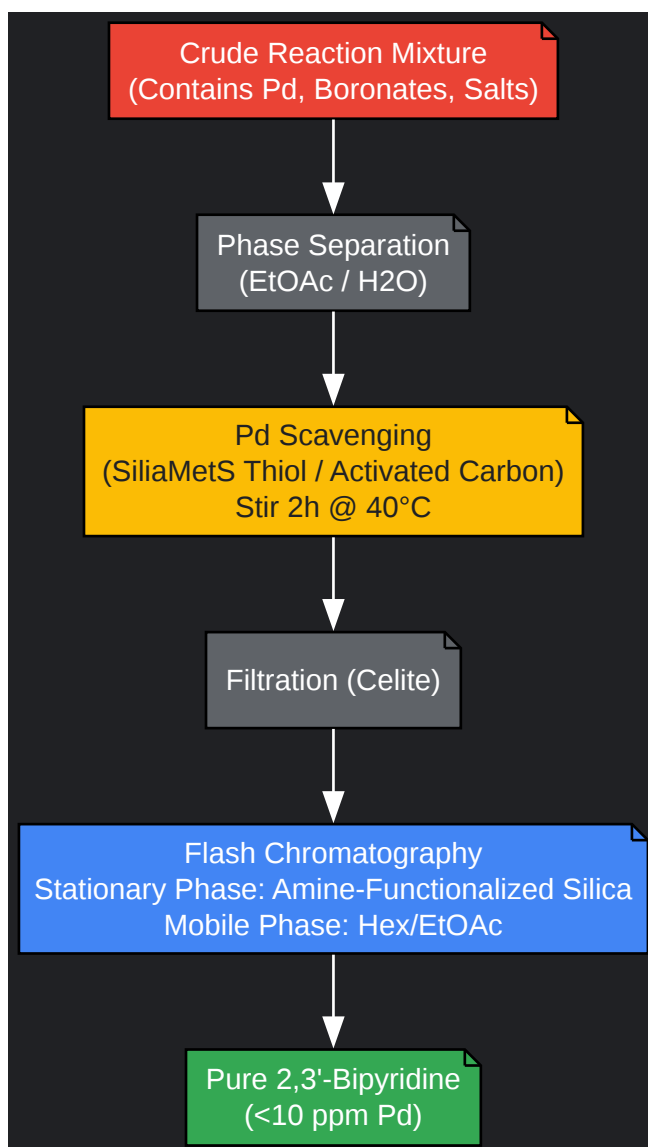 Crude Reaction Mixture
(Contains Pd, Boronates, Salts)
Phase Separation
(EtOAc / H2O)
Pd Scavenging
(SiliaMetS Thiol / Activated Carbon)
Stir 2h @ 40°C
Filtration (Celite)
Flash Chromatography
Stationary Phase: Amine-Functionalized Silica
Mobile Phase: Hex/EtOAc
Pure 2,3'-Bipyridine
(<10 ppm Pd)